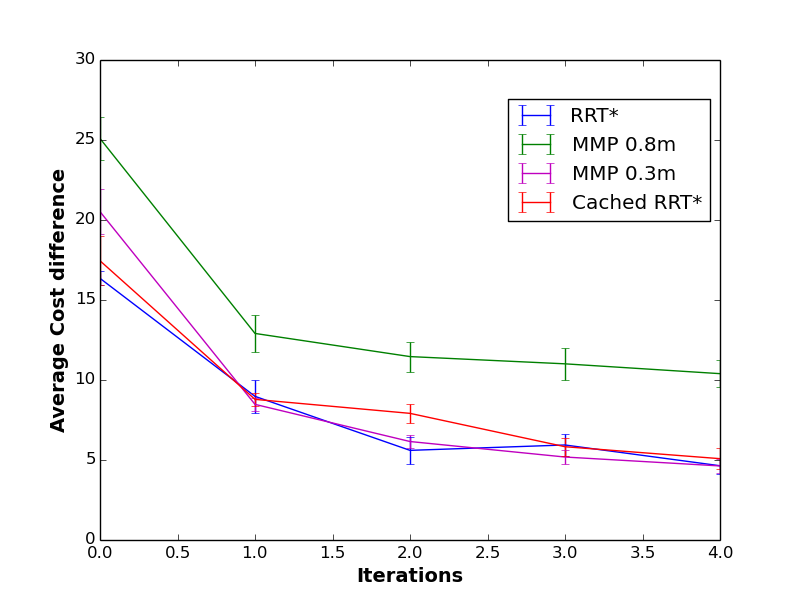 30
25
20
15
10
5
0
Average Cost difference
RRT*
MMP 0.8m
MMP 0.3m
Cached RRT*
0.0 0.5 1.0 1.5 2.0 2.5 3.0 3.5 4.0
Iterations